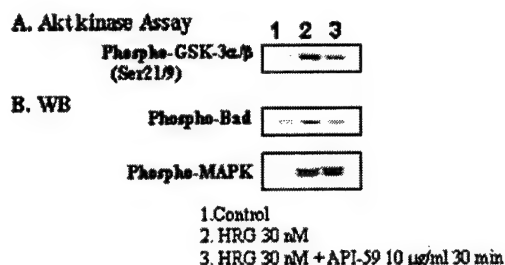 A. Akt kinase Assay
1 2 3
Phospho-GSK-3α/β
(Ser21/9)
B. WB
Phospho-Bad
Phospho-MAPK
1.Control
2. HRG 30 nM
3. HRG 30 nM + API-59 10 µg/ml 30 min